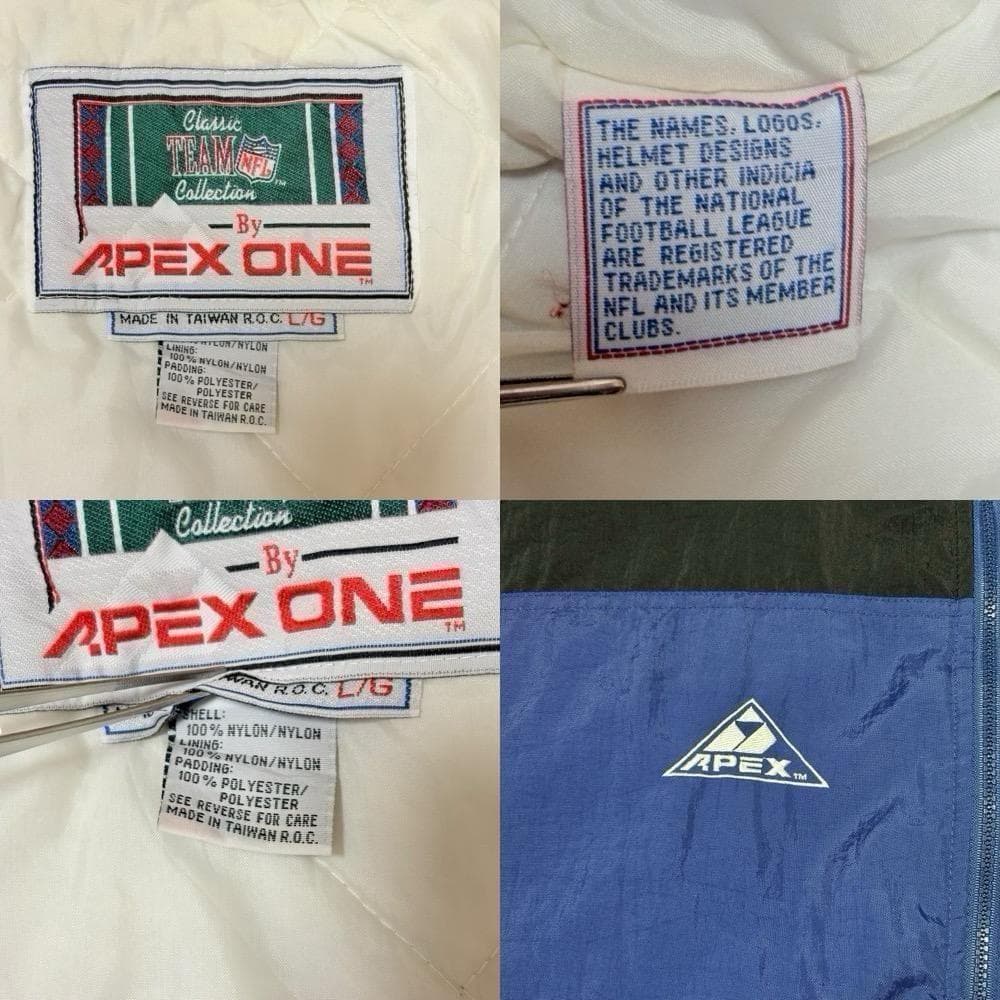 Classic
TEAM NFL ™
Collection
By
APEX ONE
™
MADE IN TAIWAN R.O.C. L/G
NYLON/NYLON
LINING:
100% NYLON/NYLON
PADDING:
100% POLYESTER/
POLYESTER
SEE REVERSE FOR CARE
MADE IN TAIWAN R.O.C.
THE NAMES, LOGOS,
HELMET DESIGNS
AND OTHER INDICIA
OF THE NATIONAL
FOOTBALL LEAGUE
ARE REGISTERED
TRADEMARKS OF THE
NFL AND ITS MEMBER
CLUBS.
Collection
By
APEX ONE
™
R.O.C. L/G
SHELL:
100% NYLON/NYLON
LINING:
100% NYLON/NYLON
PADDING:
100% POLYESTER/
POLYESTER
SEE REVERSE FOR CARE
MADE IN TAIWAN R.O.C.
APEX ™